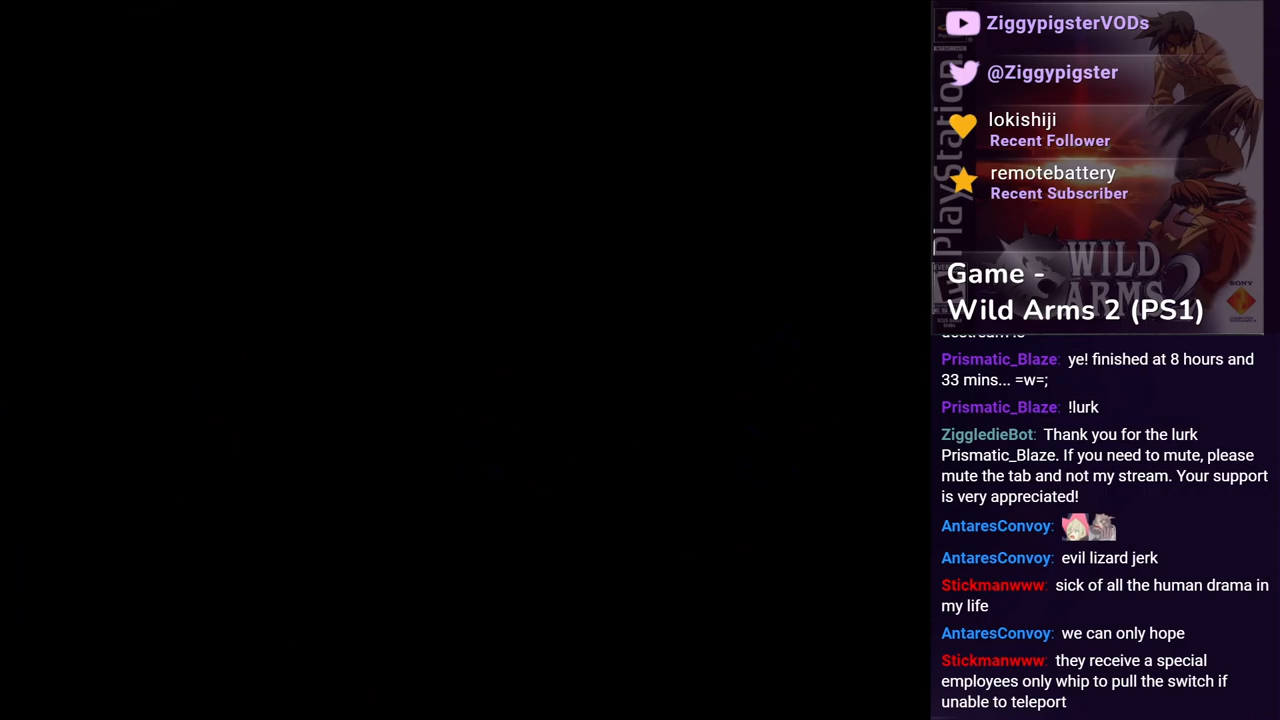 ZiggypigsterVODs
@Ziggypigster
lokishiji
Recent Follower
remotebattery
Recent Subscriber
PlayStation
WILD
ARMS 2
SONY
Game -
Wild Arms 2 (PS1)
Prismatic_Blaze: ye! finished at 8 hours and
33 mins... =w=;
Prismatic_Blaze: !lurk
ZiggledieBot: Thank you for the lurk
Prismatic_Blaze. If you need to mute, please
mute the tab and not my stream. Your support
is very appreciated!
AntaresConvoy:
AntaresConvoy: evil lizard jerk
Stickmanwww: sick of all the human drama in
my life
AntaresConvoy: we can only hope
Stickmanwww: they receive a special
employees only whip to pull the switch if
unable to teleport